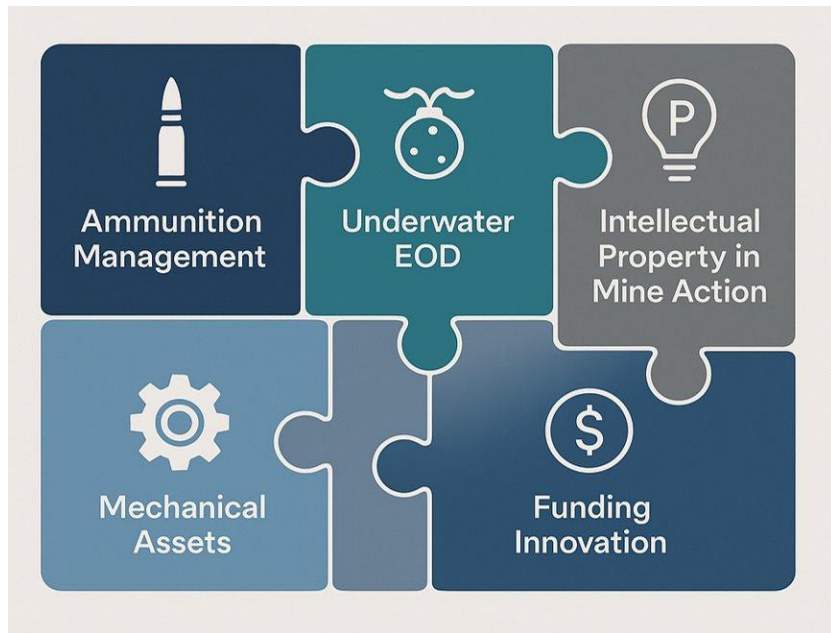 Ammunition
Management
Underwater
EOD
P
Intellectual
Property in
Mine Action
Mechanical
Assets
$
Funding
Innovation